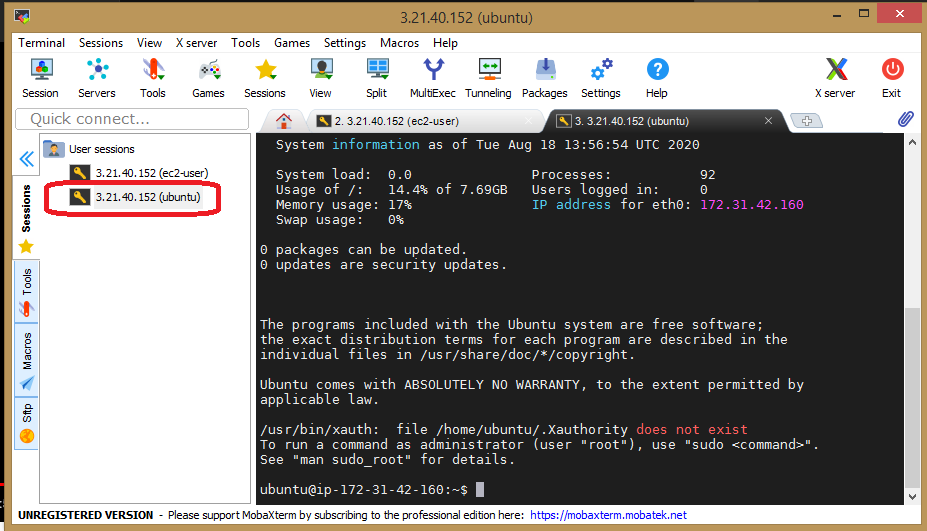 3.21.40.152 (ubuntu)
Terminal Sessions View X server Tools Games Settings Macros Help
Session Servers Tools Games Sessions View Split MultiExec Tunneling Packages Settings Help X server Exit
Quick connect...
2. 3.21.40.152 (ec2-user)
3. 3.21.40.152 (ubuntu)
User sessions
3.21.40.152 (ec2-user)
3.21.40.152 (ubuntu)
Sessions
Tools
Macros
Sftp
System information as of Tue Aug 18 13:56:54 UTC 2020
System load: 0.0 Processes: 92
Usage of /: 14.4% of 7.69GB Users logged in: 0
Memory usage: 17% IP address for eth0: 172.31.42.160
Swap usage: 0%
0 packages can be updated.
0 updates are security updates.
The programs included with the Ubuntu system are free software;
the exact distribution terms for each program are described in the
individual files in /usr/share/doc/*/copyright.
Ubuntu comes with ABSOLUTELY NO WARRANTY, to the extent permitted by
applicable law.
/usr/bin/xauth: file /home/ubuntu/.Xauthority does not exist
To run a command as administrator (user "root"), use "sudo <command>".
See "man sudo_root" for details.
ubuntu@ip-172-31-42-160:~$
UNREGISTERED VERSION - Please support MobaXterm by subscribing to the professional edition here: https://mobaxterm.mobatek.net